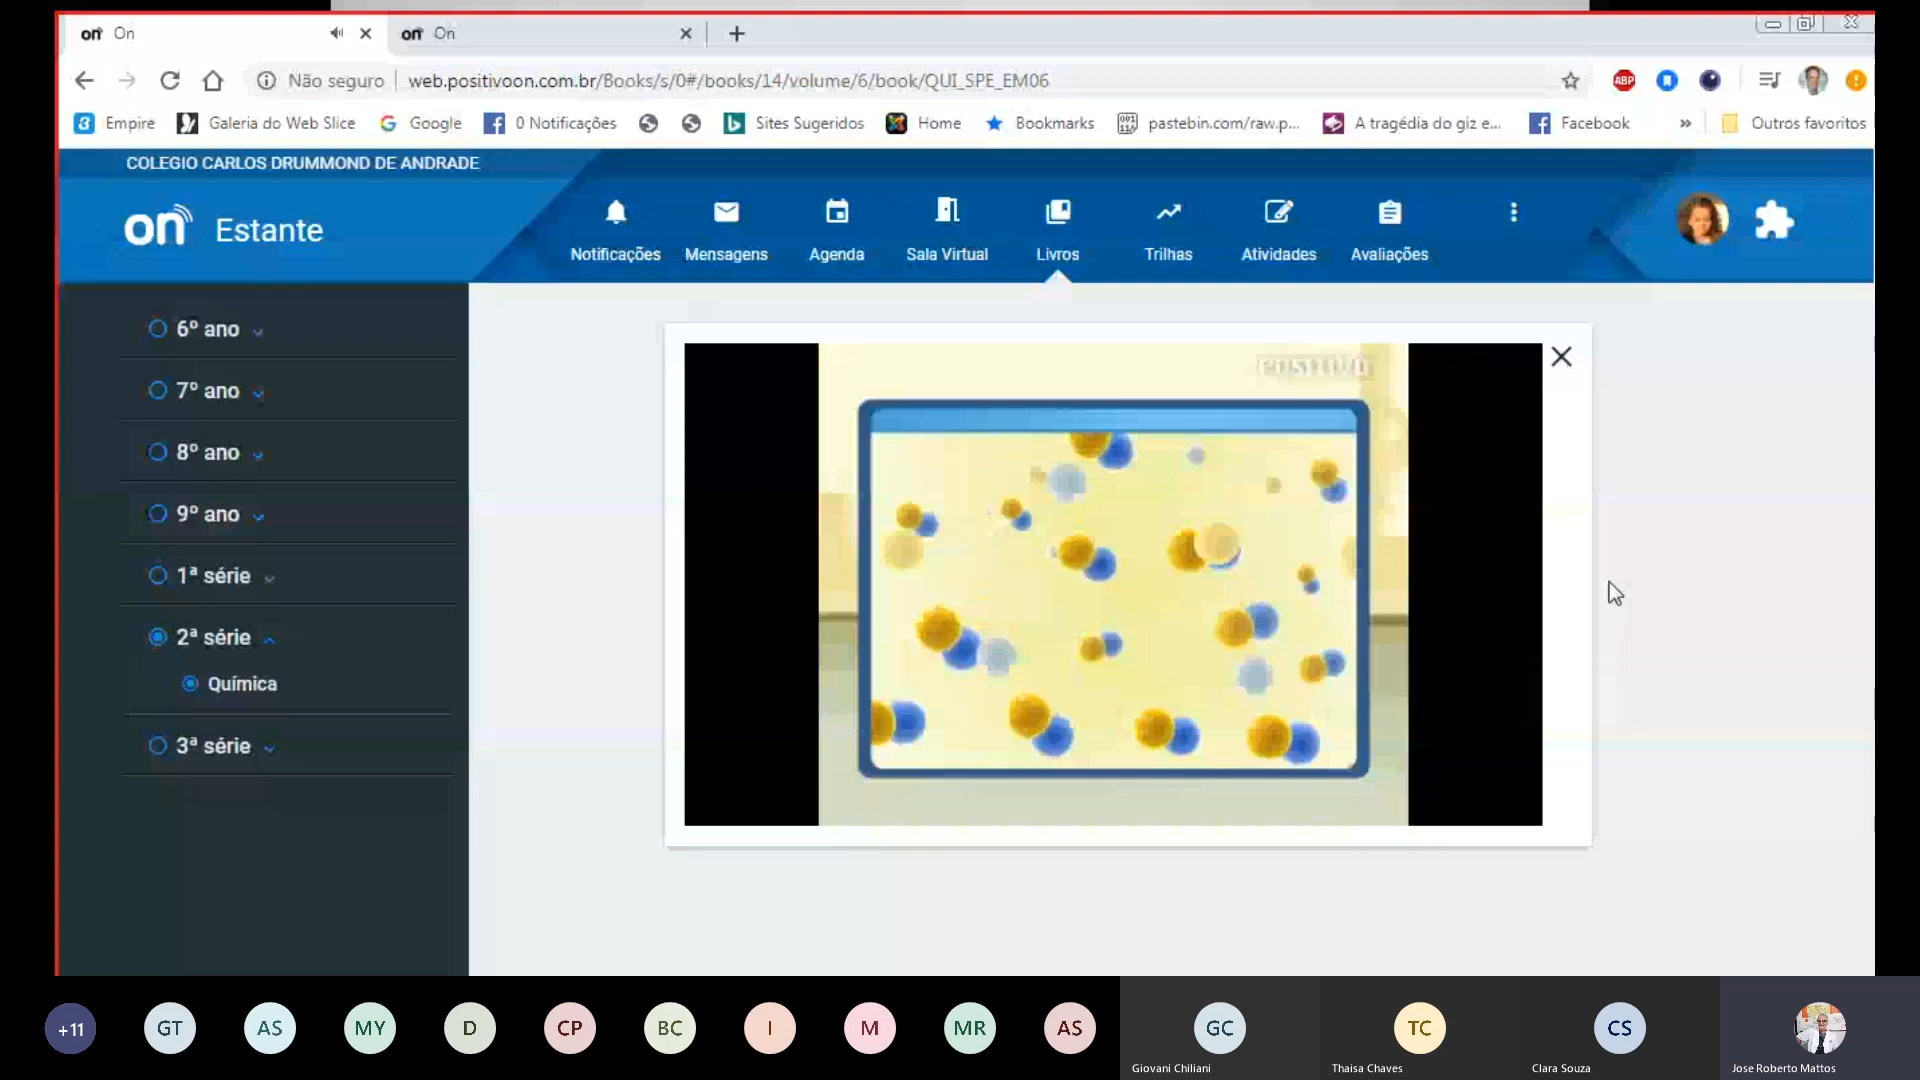 on On
on On
Não seguro web.positivoon.com.br/Books/s/0#/books/14/volume/6/book/QUI_SPE_EM06
ABP
Empire Galeria do Web Slice Google 0 Notificações Sites Sugeridos Home Bookmarks pastebin.com/raw.p... A tragédia do giz e... Facebook » Outros favoritos
COLEGIO CARLOS DRUMMOND DE ANDRADE
on Estante
Notificações Mensagens Agenda Sala Virtual Livros Trilhas Atividades Avaliações
6º ano
7º ano
8º ano
9º ano
1ª série
2ª série
Química
3ª série
positivo
+11 GT AS MY D CP BC I M MR AS GC TC CS
Giovani Chiliani Thaisa Chaves Clara Souza Jose Roberto Mattos